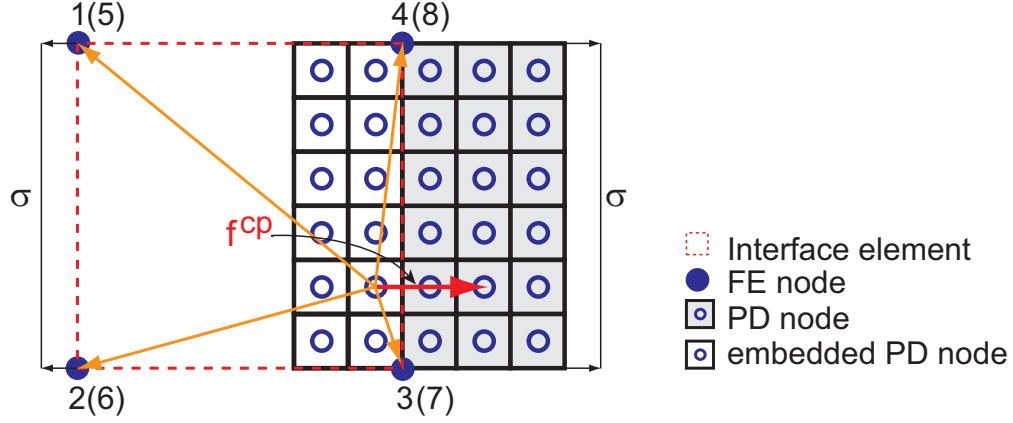 1(5) 4(8)
σ σ
f^cp
2(6) 3(7)
Interface element
FE node
PD node
embedded PD node